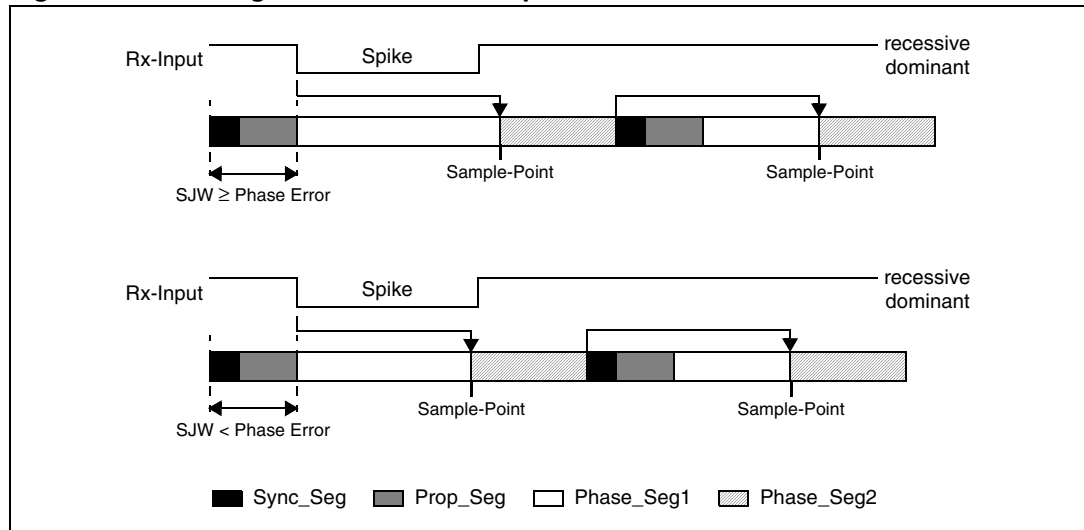 Rx-Input
Spike
recessive
dominant
Sample-Point
Sample-Point
SJW ≥ Phase Error
Rx-Input
Spike
recessive
dominant
Sample-Point
Sample-Point
SJW < Phase Error
Sync_Seg
Prop_Seg
Phase_Seg1
Phase_Seg2